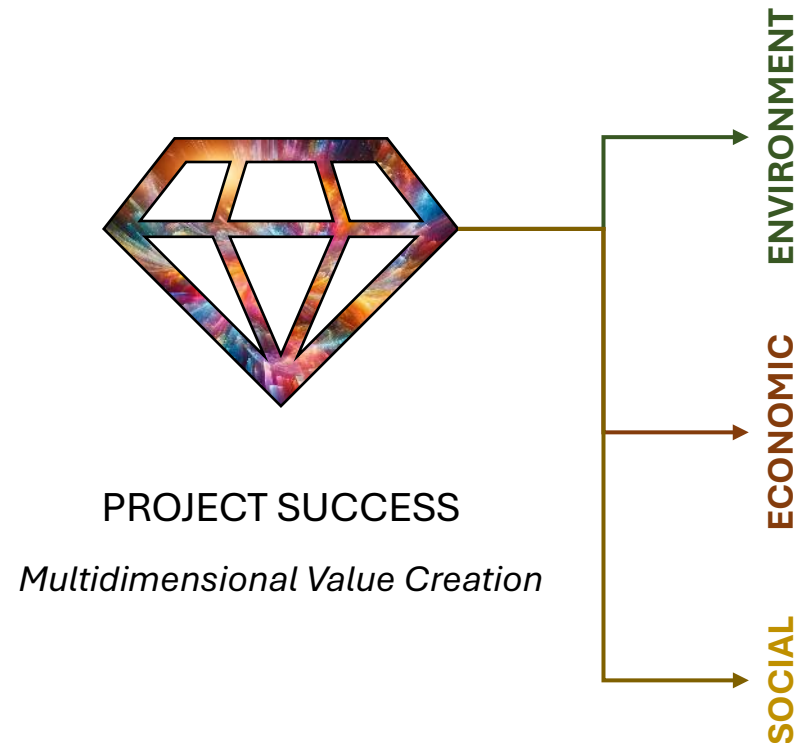 PROJECT SUCCESS
Multidimensional Value Creation
ENVIRONMENT
ECONOMIC
SOCIAL